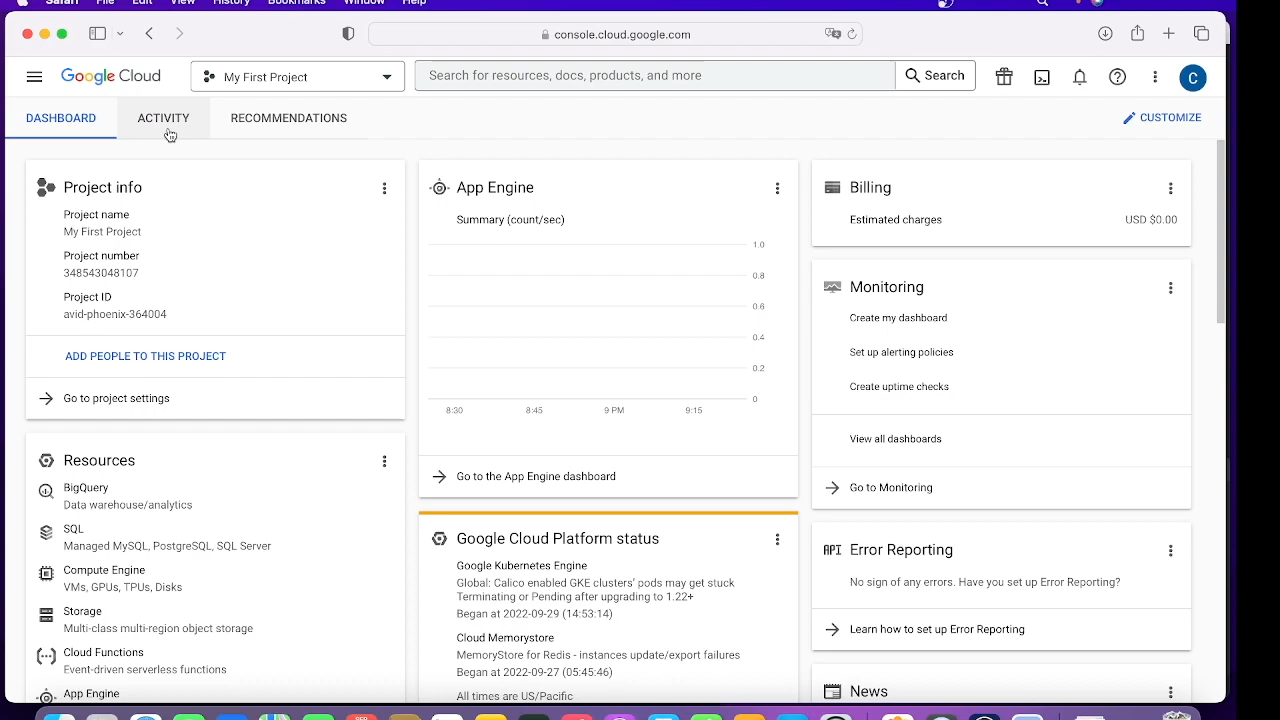 Safari File Edit View History Bookmarks Window Help
console.cloud.google.com
Google Cloud
My First Project
Search for resources, docs, products, and more
Search
C
DASHBOARD
ACTIVITY
RECOMMENDATIONS
CUSTOMIZE
Project info
Project name
My First Project
Project number
348543048107
Project ID
avid-phoenix-364004
ADD PEOPLE TO THIS PROJECT
Go to project settings
Resources
BigQuery
Data warehouse/analytics
SQL
Managed MySQL, PostgreSQL, SQL Server
Compute Engine
VMs, GPUs, TPUs, Disks
Storage
Multi-class multi-region object storage
Cloud Functions
Event-driven serverless functions
App Engine
App Engine
Summary (count/sec)
1.0
0.8
0.6
0.4
0.2
0
8:30 8:45 9 PM 9:15
Go to the App Engine dashboard
Google Cloud Platform status
Google Kubernetes Engine
Global: Calico enabled GKE clusters' pods may get stuck
Terminating or Pending after upgrading to 1.22+
Began at 2022-09-29 (14:53:14)
Cloud Memorystore
MemoryStore for Redis - instances update/export failures
Began at 2022-09-27 (05:45:46)
All times are US/Pacific
Billing
Estimated charges USD $0.00
Monitoring
Create my dashboard
Set up alerting policies
Create uptime checks
View all dashboards
Go to Monitoring
API Error Reporting
No sign of any errors. Have you set up Error Reporting?
Learn how to set up Error Reporting
News